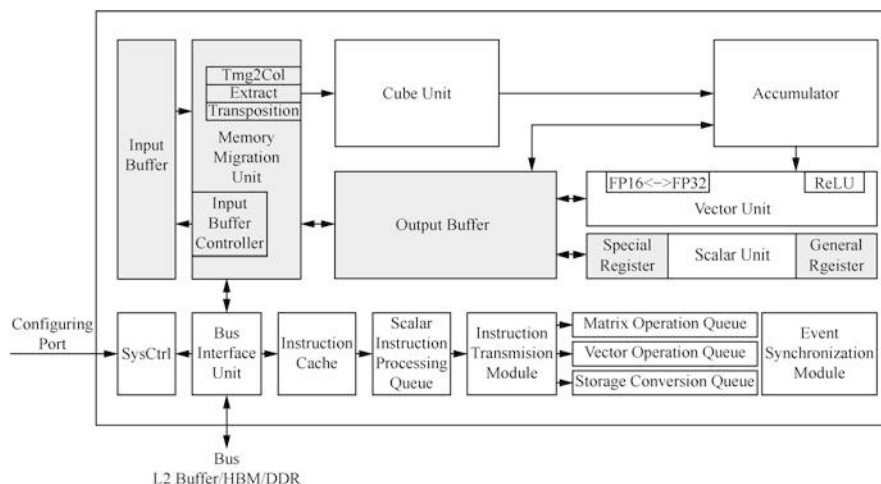 Tmg2Col
Extract
Transposition
Memory
Migration
Unit
Input
Buffer
Input
Buffer
Controller
Cube Unit
Accumulator
Output Buffer
FP16<->FP32
ReLU
Vector Unit
Special
Register
Scalar Unit
General
Rgeister
Configuring
Port
SysCtrl
Bus
Interface
Unit
Instruction
Cache
Scalar
Instruction
Processing
Queue
Instruction
Transmision
Module
Matrix Operation Queue
Vector Operation Queue
Storage Conversion Queue
Event
Synchronization
Module
Bus
L2 Buffer/HBM/DDR